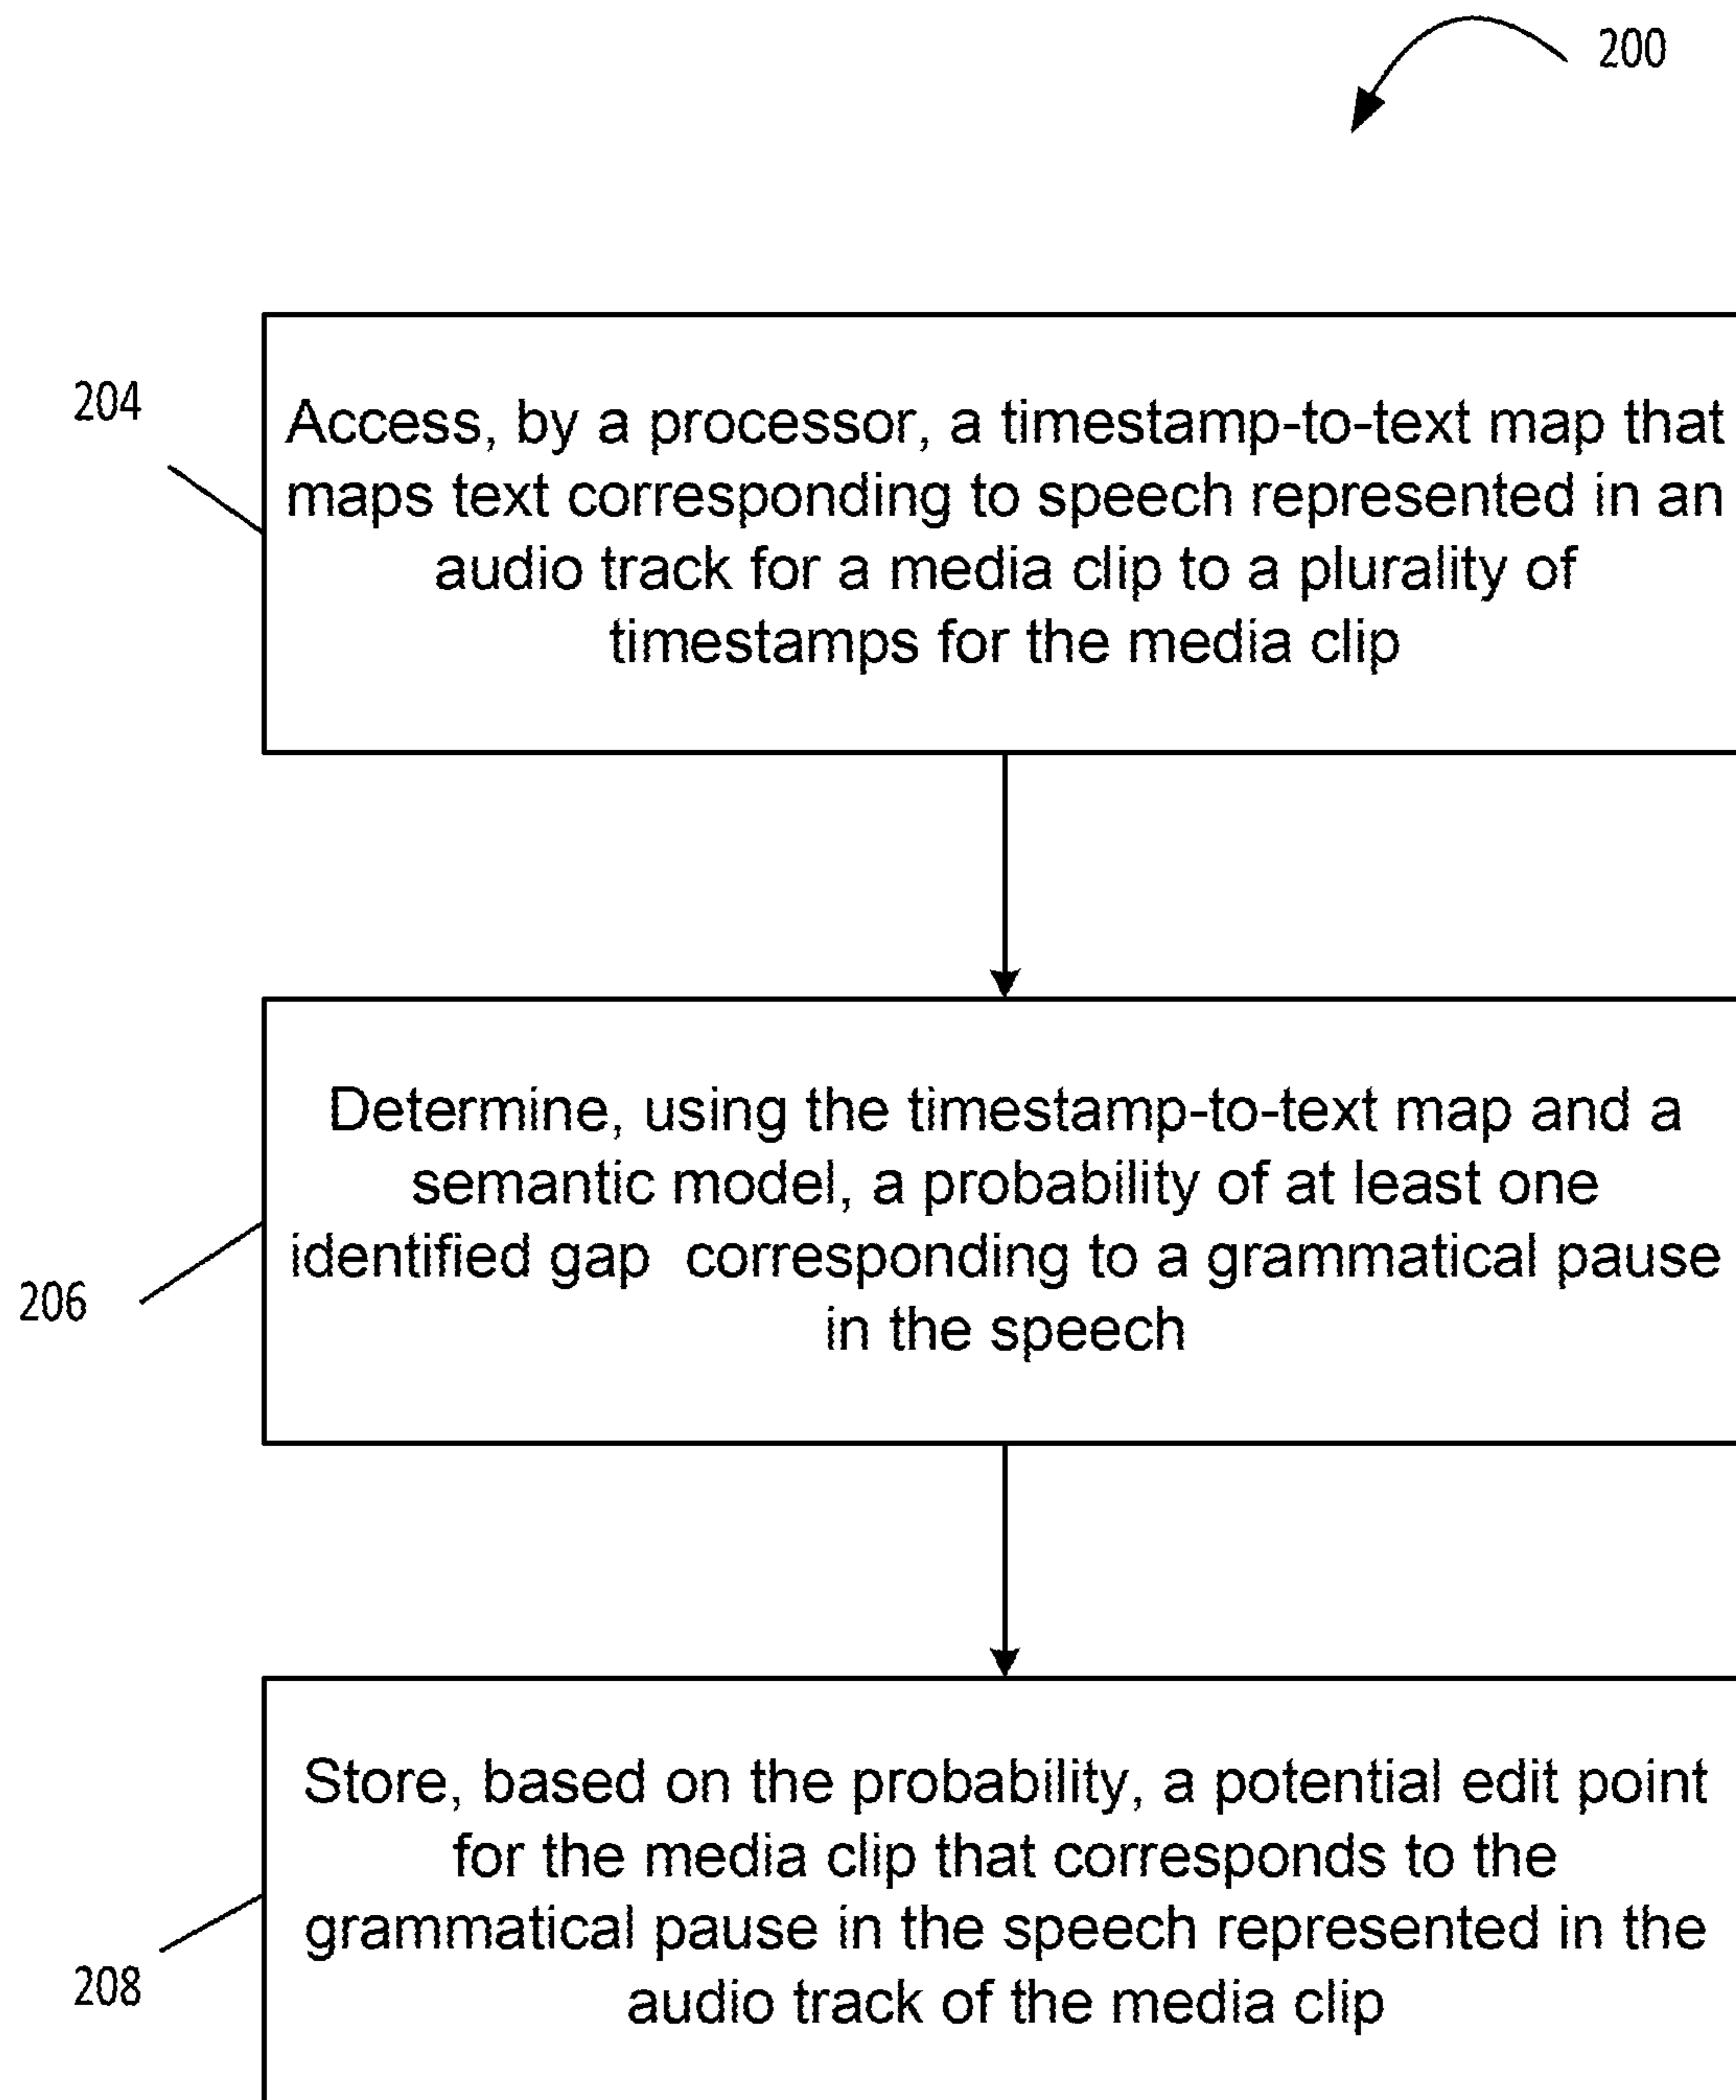 200
204
Access, by a processor, a timestamp-to-text map that
maps text corresponding to speech represented in an
audio track for a media clip to a plurality of
timestamps for the media clip
Determine, using the timestamp-to-text map and a
semantic model, a probability of at least one
identified gap  corresponding to a grammatical pause
in the speech
206
Store, based on the probability, a potential edit point
for the media clip that corresponds to the
grammatical pause in the speech represented in the
audio track of the media clip
208